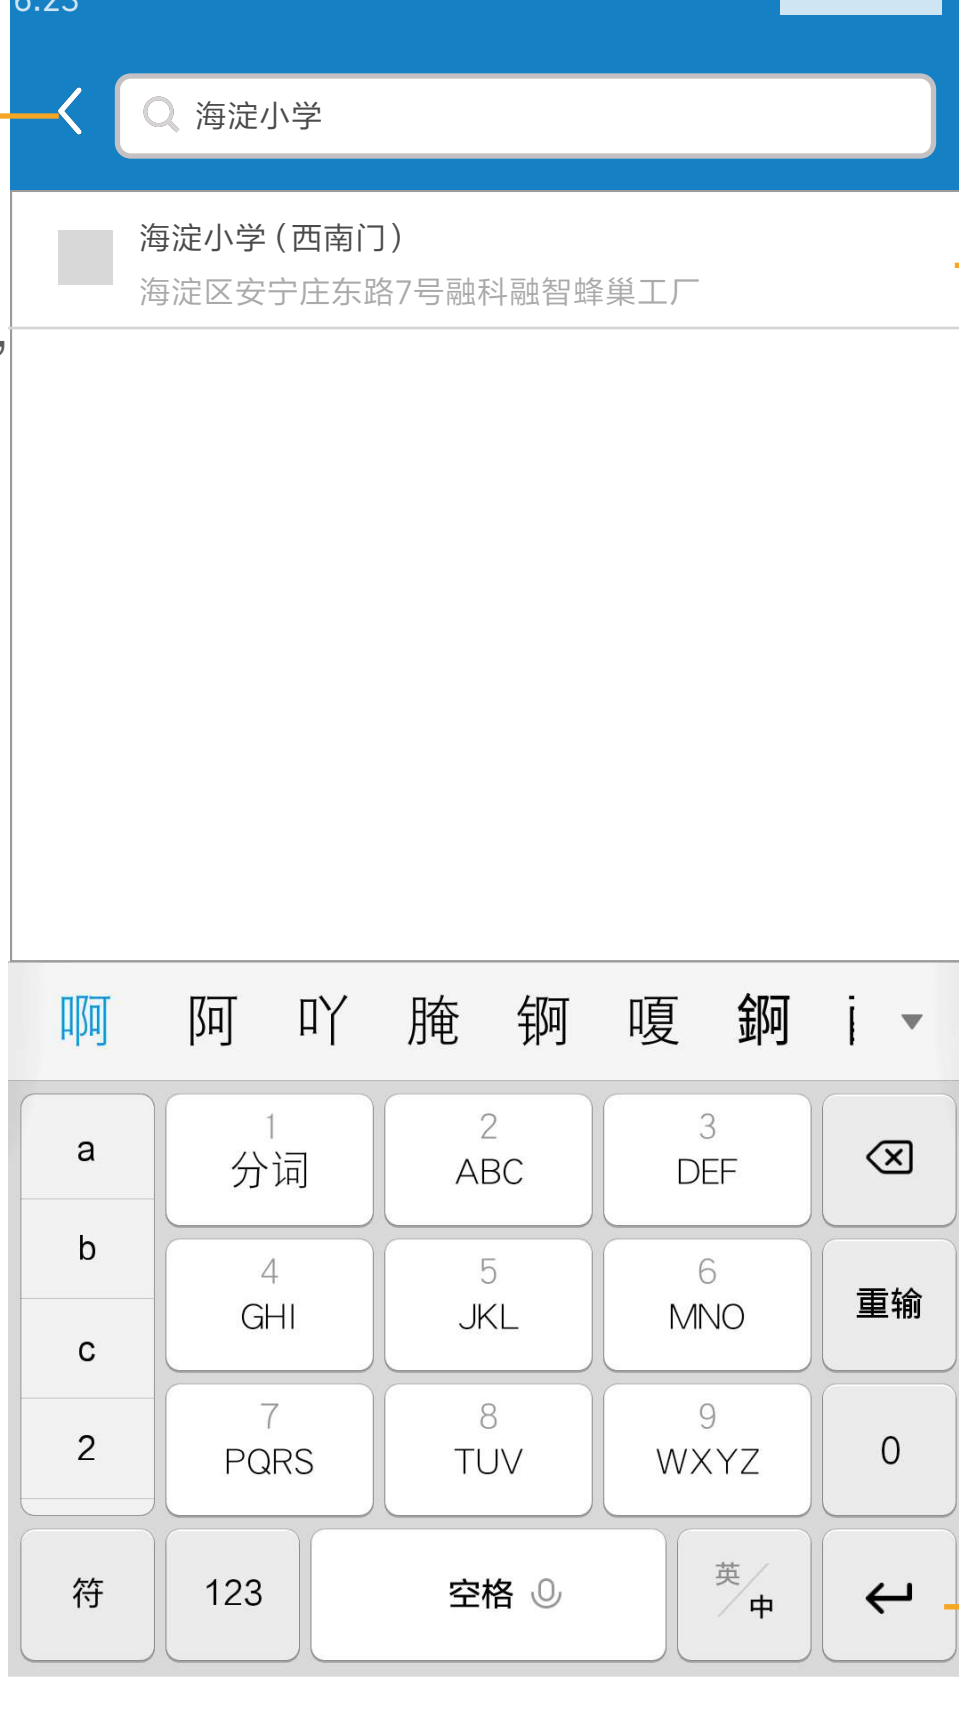 6:23
海淀小学
海淀小学（西南门）
海淀区安宁庄东路7号融科融智蜂巢工厂
，
啊 阿 吖 腌 锕 嗄 錒
a
b
c
2
1
分词
2
ABC
3
DEF
4
GHI
5
JKL
6
MNO
重输
7
PQRS
8
TUV
9
WXYZ
0
符
123
空格
英/中